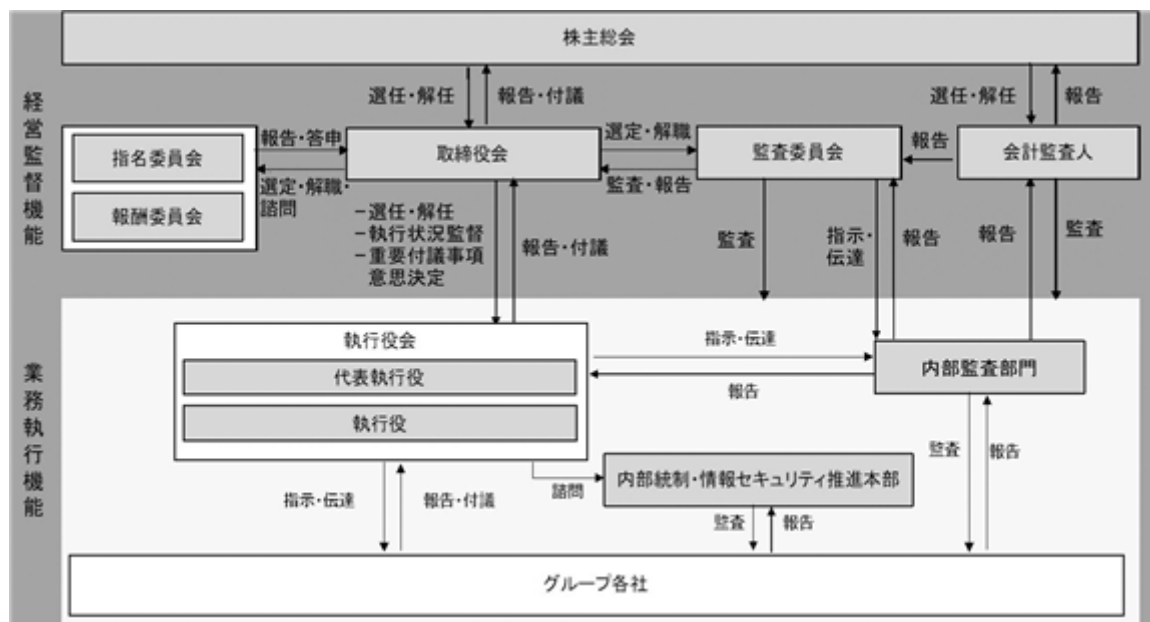 株主総会
経営監督機能
選任・解任
報告・付議
選任・解任
報告
指名委員会
報酬委員会
報告・答申
選定・解職・
諮問
取締役会
選定・解職
監査・報告
監査委員会
報告
会計監査人
－選任・解任
－執行状況監督
－重要付議事項
意思決定
報告・付議
監査
指示・
伝達
報告
報告
監査
業務執行機能
執行役会
代表執行役
執行役
指示・伝達
報告
内部監査部門
指示・伝達
報告・付議
諮問
内部統制・情報セキュリティ推進本部
監査
報告
監査
報告
グループ各社